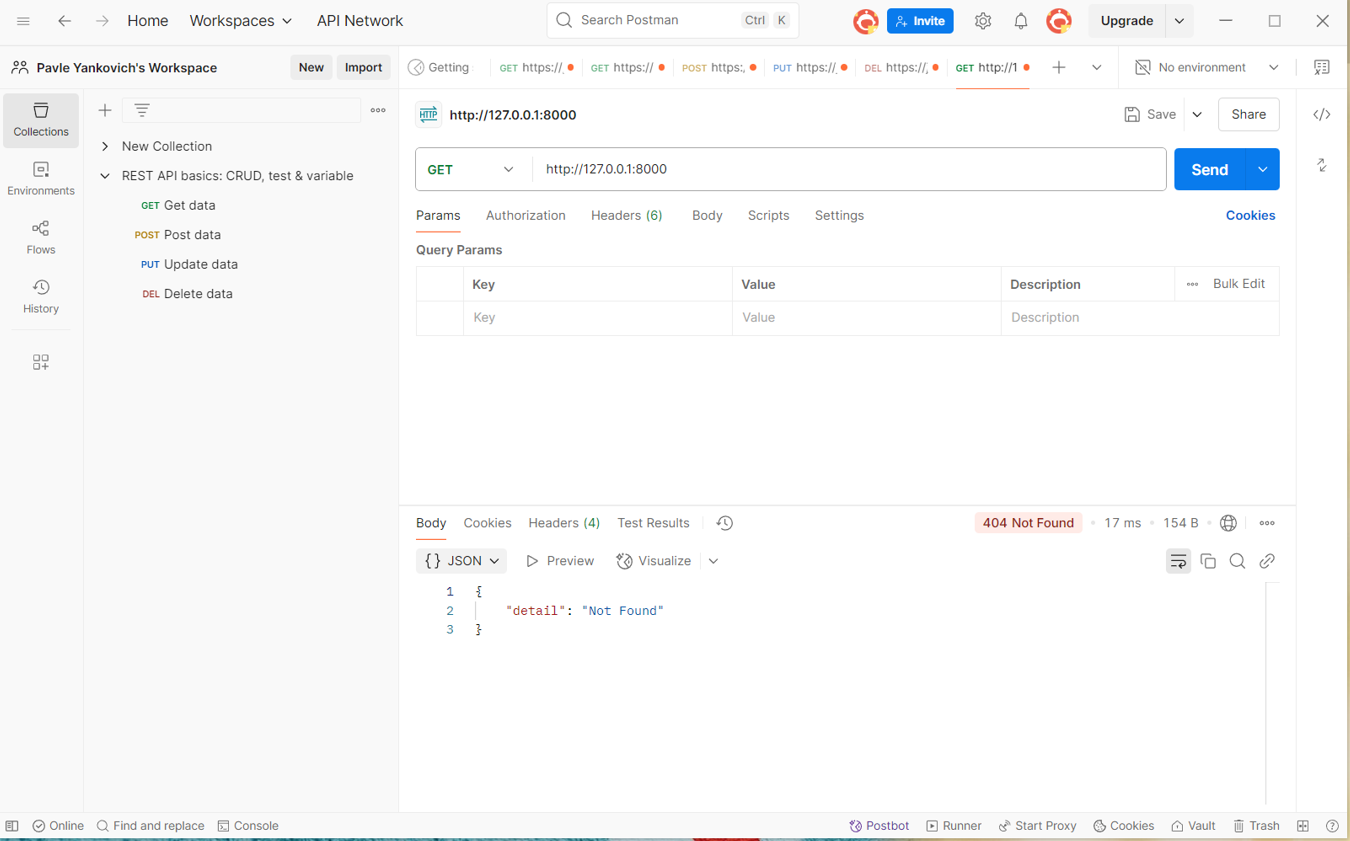 Home Workspaces API Network Search Postman Ctrl K Invite Upgrade
Pavle Yankovich's Workspace New Import Getting GET https:/ GET https:// POST https: PUT https:/ DEL https:/ GET http://1 No environment
Collections
Environments
Flows
History
New Collection
REST API basics: CRUD, test & variable
GET Get data
POST Post data
PUT Update data
DEL Delete data
HTTP http://127.0.0.1:8000 Save Share
GET http://127.0.0.1:8000 Send
Params Authorization Headers (6) Body Scripts Settings Cookies
Query Params
Key Value Description Bulk Edit
Key Value Description
Body Cookies Headers (4) Test Results 404 Not Found 17 ms 154 B
{} JSON Preview Visualize
1 {
2 "detail": "Not Found"
3 }
Online Find and replace Console Postbot Runner Start Proxy Cookies Vault Trash